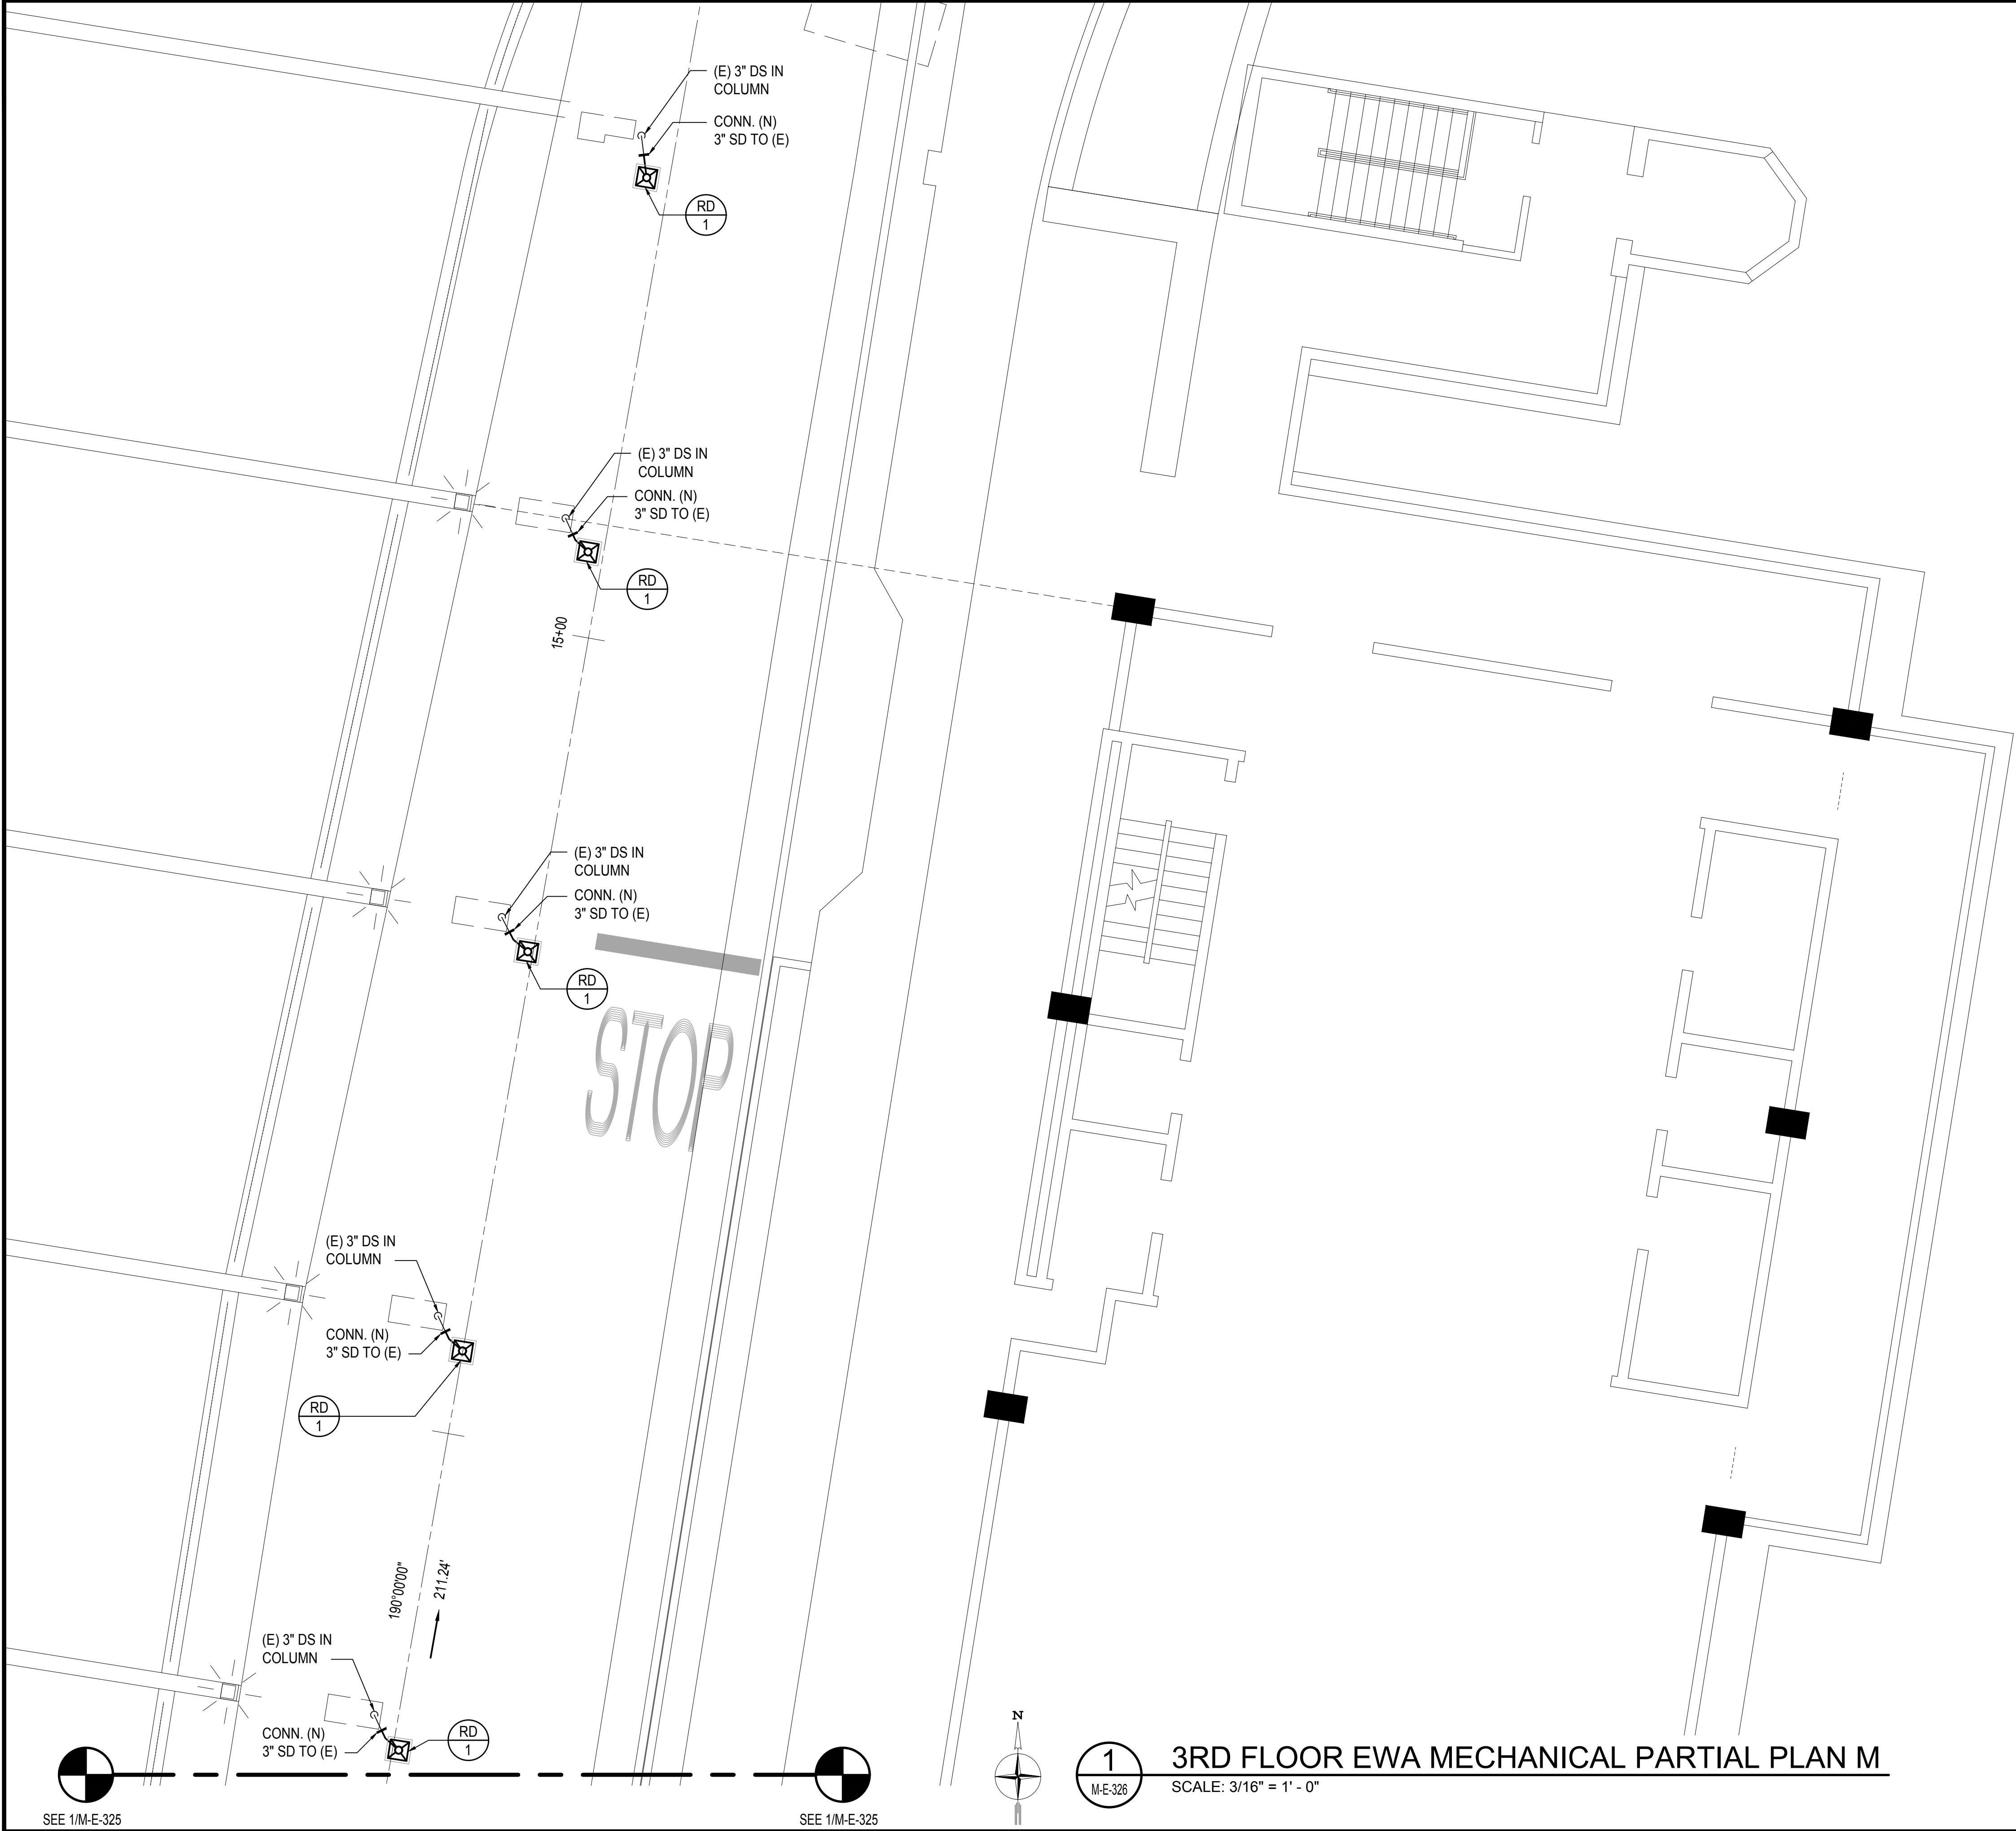 (E) 3" DS IN
COLUMN
CONN. (N)
3" SD TO (E)
RD
1
(E) 3" DS IN
COLUMN
CONN. (N)
3" SD TO (E)
RD
1
15+00
(E) 3" DS IN
COLUMN
CONN. (N)
3" SD TO (E)
RD
1
STOP
(E) 3" DS IN
COLUMN
CONN. (N)
3" SD TO (E)
RD
1
190°00'00"
211.24'
(E) 3" DS IN
COLUMN
CONN. (N)
3" SD TO (E)
RD
1
SEE 1/M-E-325
SEE 1/M-E-325
N
1
M-E-326
3RD FLOOR EWA MECHANICAL PARTIAL PLAN M
SCALE: 3/16" = 1' - 0"